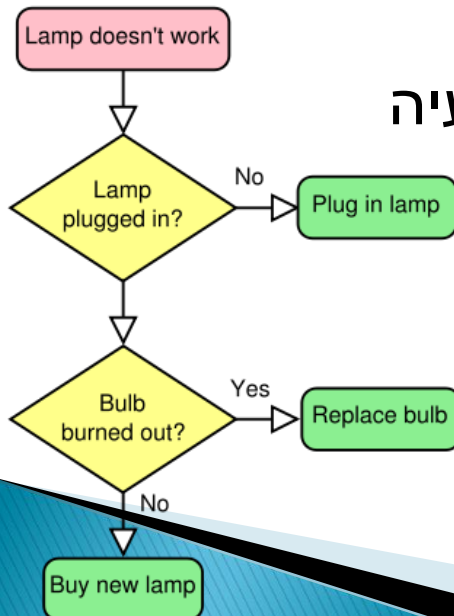 Lamp doesn't work
Lamp
plugged in?
No
Plug in lamp
Bulb
burned out?
Yes
Replace bulb
No
Buy new lamp